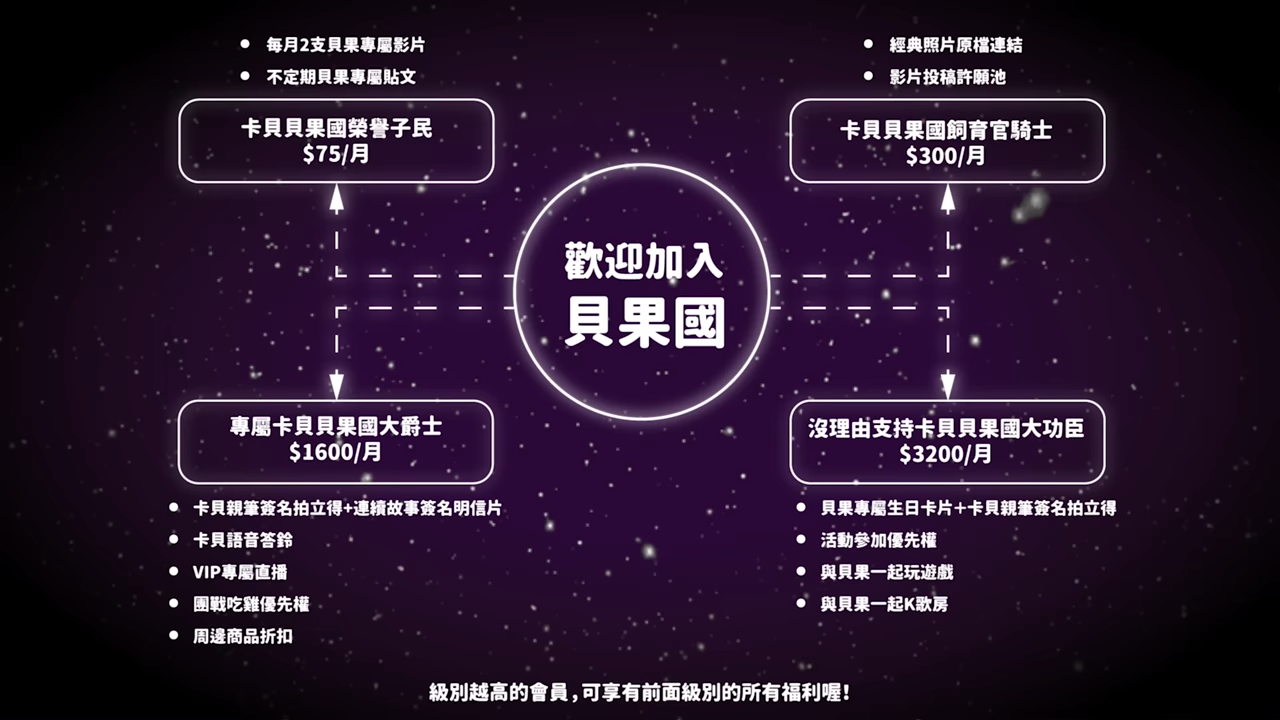 每月2支貝果專屬影片
不定期貝果專屬貼文
卡貝貝果國榮譽子民
$75/月
經典照片原檔連結
影片投稿許願池
卡貝貝果國飼育官騎士
$300/月
歡迎加入
貝果國
專屬卡貝貝果國大爵士
$1600/月
卡貝親筆簽名拍立得+連續故事簽名明信片
卡貝語音答鈴
VIP專屬直播
團戰吃雞優先權
周邊商品折扣
沒理由支持卡貝貝果國大功臣
$3200/月
貝果專屬生日卡片+卡貝親筆簽名拍立得
活動參加優先權
與貝果一起玩遊戲
與貝果一起K歌房
級別越高的會員,可享有前面級別的所有福利喔!